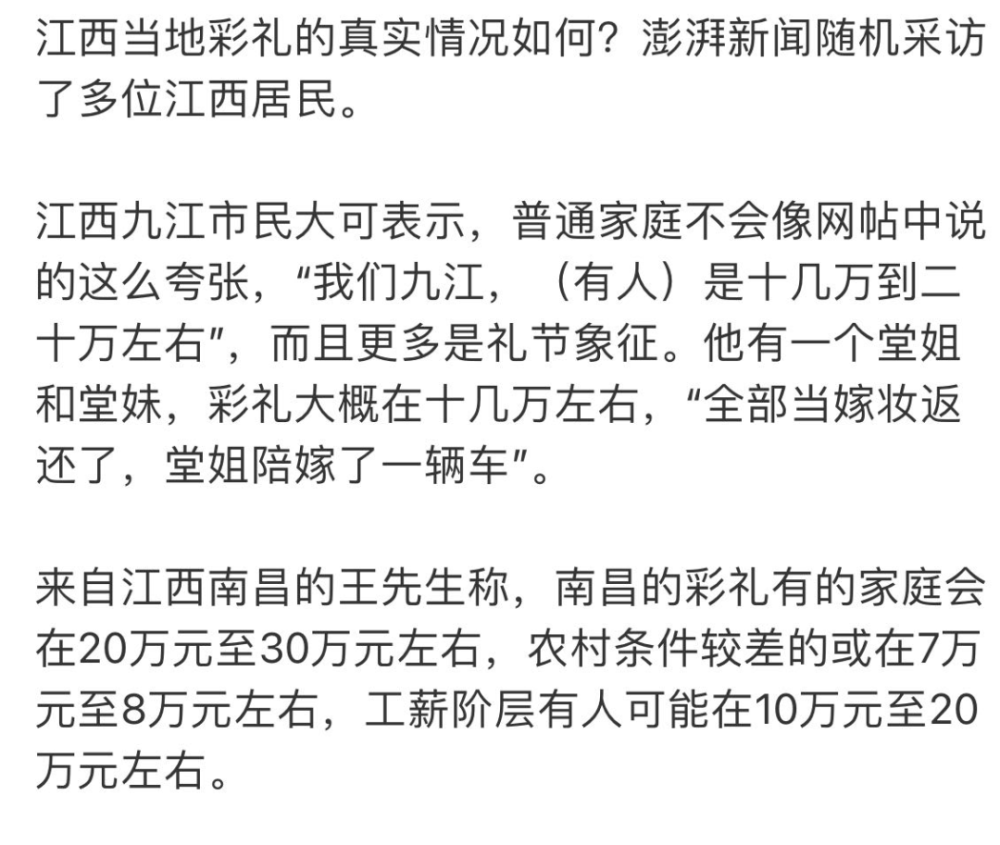 江西当地彩礼的真实情况如何？澎湃新闻随机采访
了多位江西居民。
江西九江市民大可表示，普通家庭不会像网帖中说
的这么夸张，“我们九江，（有人）是十几万到二
十万左右”，而且更多是礼节象征。他有一个堂姐
和堂妹，彩礼大概在十几万左右，“全部当嫁妆返
还了，堂姐陪嫁了一辆车”。
来自江西南昌的王先生称，南昌的彩礼有的家庭会
在20万元至30万元左右，农村条件较差的或在7万
元至8万元左右，工薪阶层有人可能在10万元至20
万元左右。